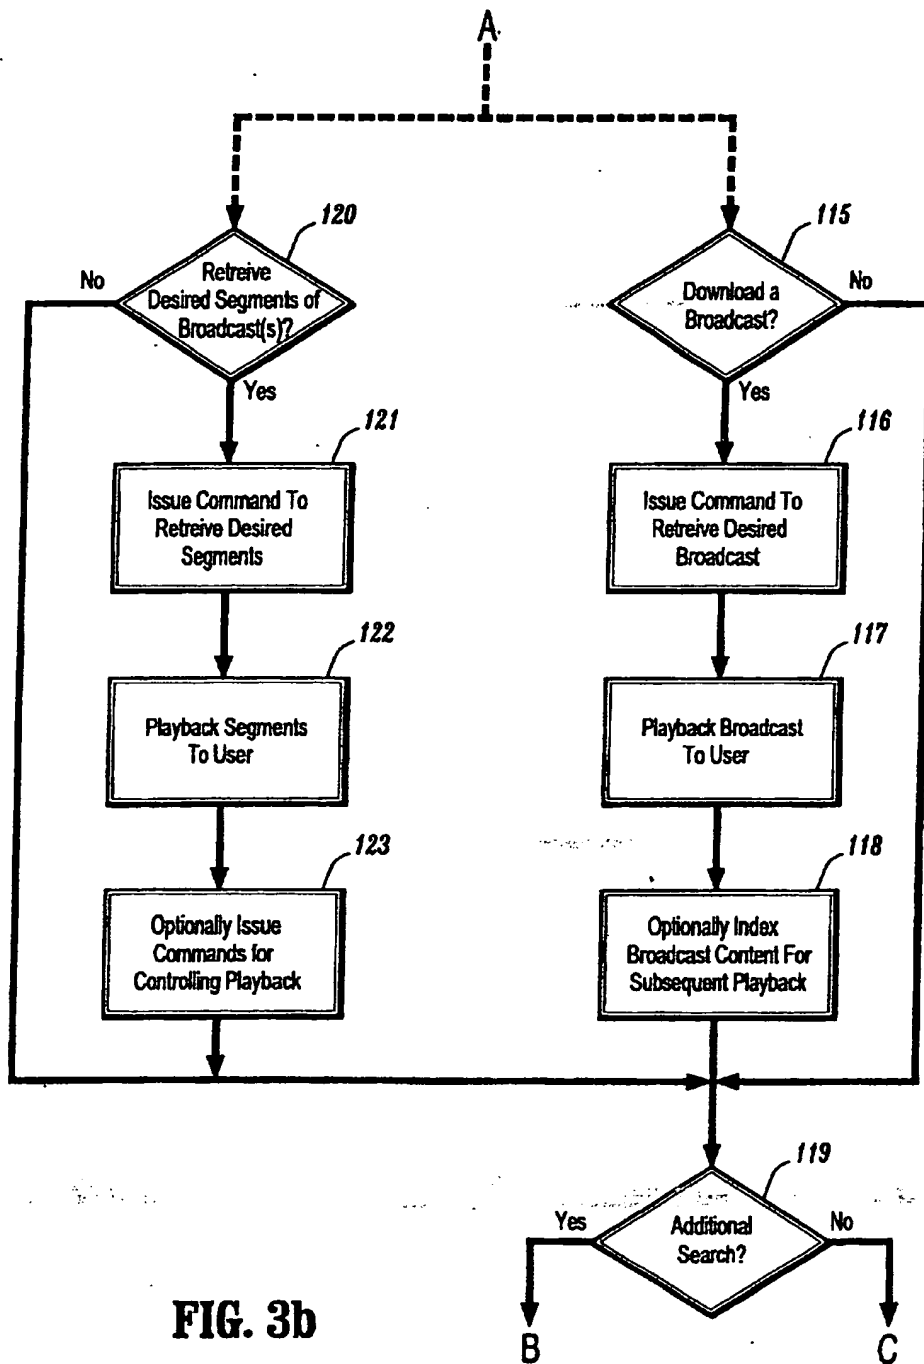 A
120
Retreive
Desired Segments of
Broadcast(s)?
No
Yes
121
Issue Command To
Retreive Desired
Segments
122
Playback Segments
To User
123
Optionally Issue
Commands for
Controlling Playback
115
Download a
Broadcast?
No
Yes
116
Issue Command To
Retreive Desired
Broadcast
117
Playback Broadcast
To User
118
Optionally Index
Broadcast Content For
Subsequent Playback
119
Additional
Search?
Yes
No
B
C
FIG. 3b